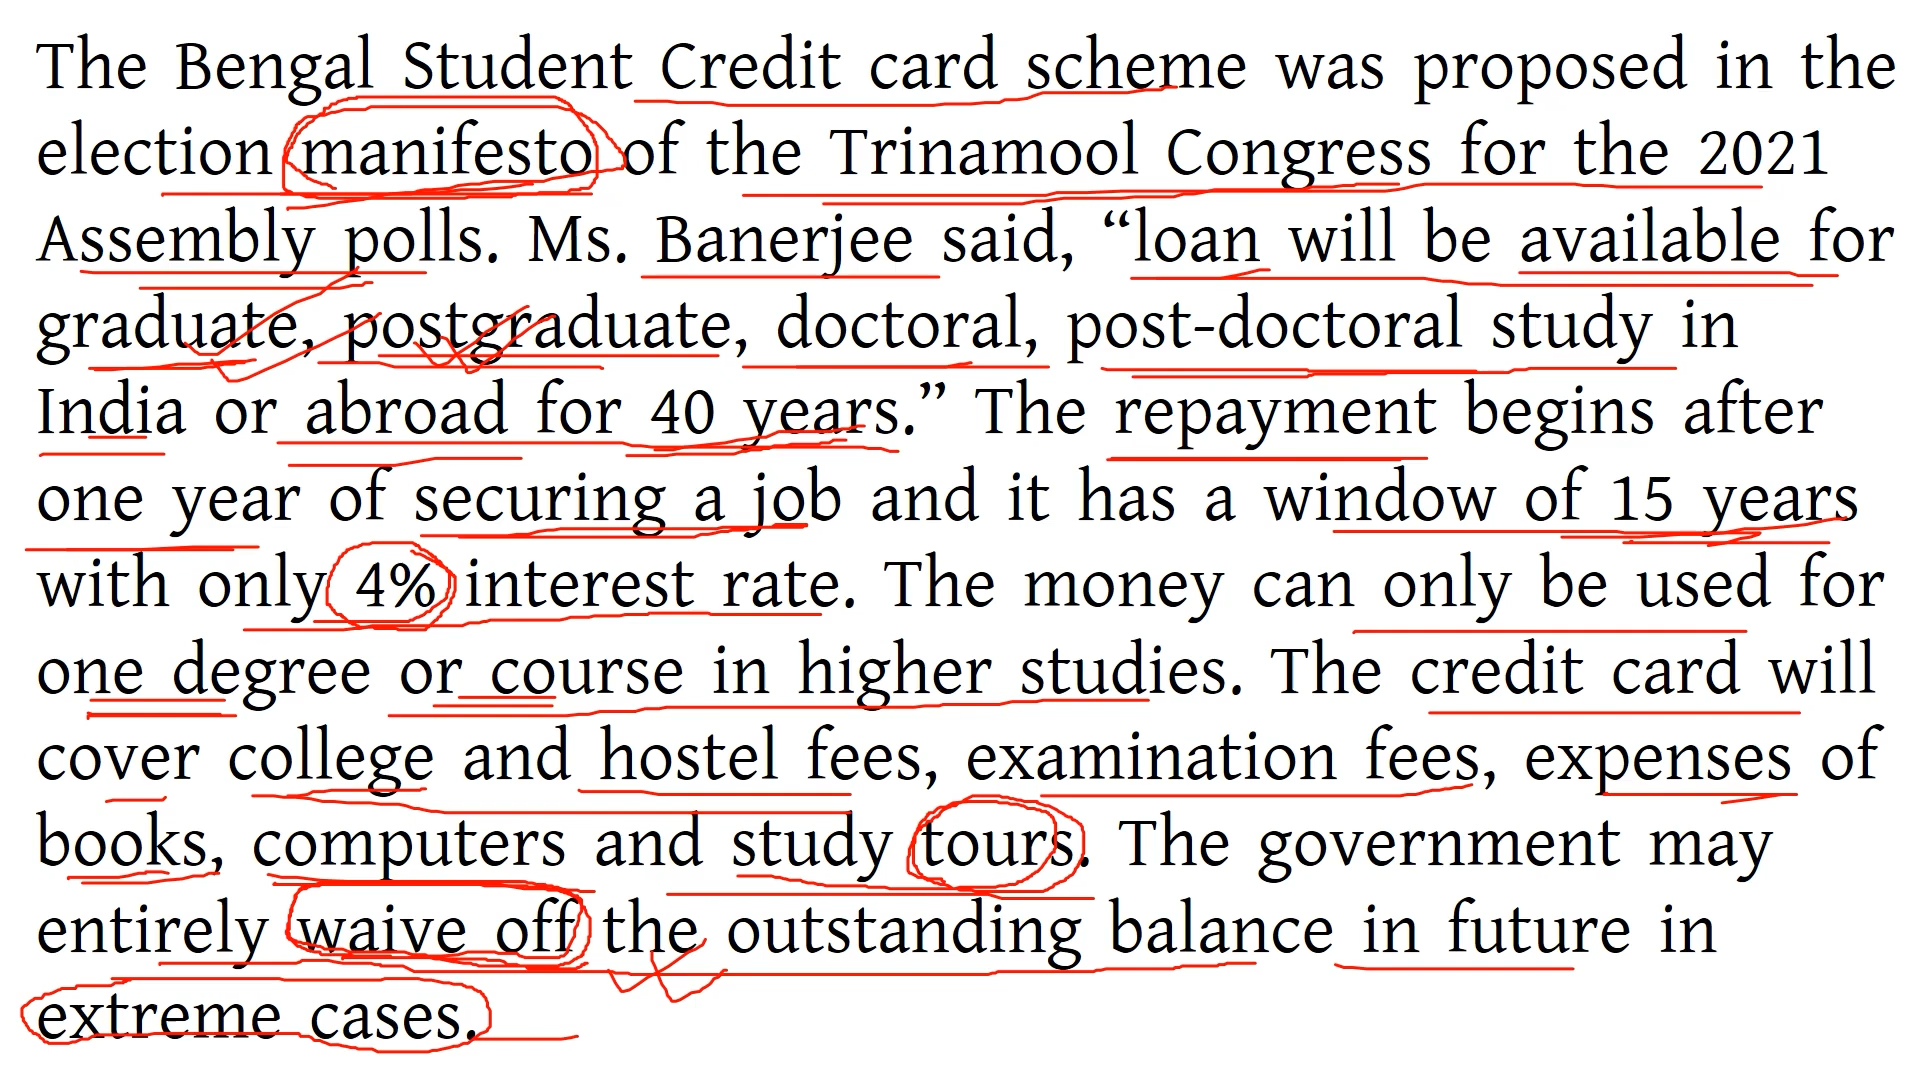 The Bengal Student Credit card scheme was proposed in the
election manifesto of the Trinamool Congress for the 2021
Assembly polls. Ms. Banerjee said, “loan will be available for
graduate, postgraduate, doctoral, post-doctoral study in
India or abroad for 40 years.” The repayment begins after
one year of securing a job and it has a window of 15 years
with only 4% interest rate. The money can only be used for
one degree or course in higher studies. The credit card will
cover college and hostel fees, examination fees, expenses of
books, computers and study tours. The government may
entirely waive off the outstanding balance in future in
extreme cases.